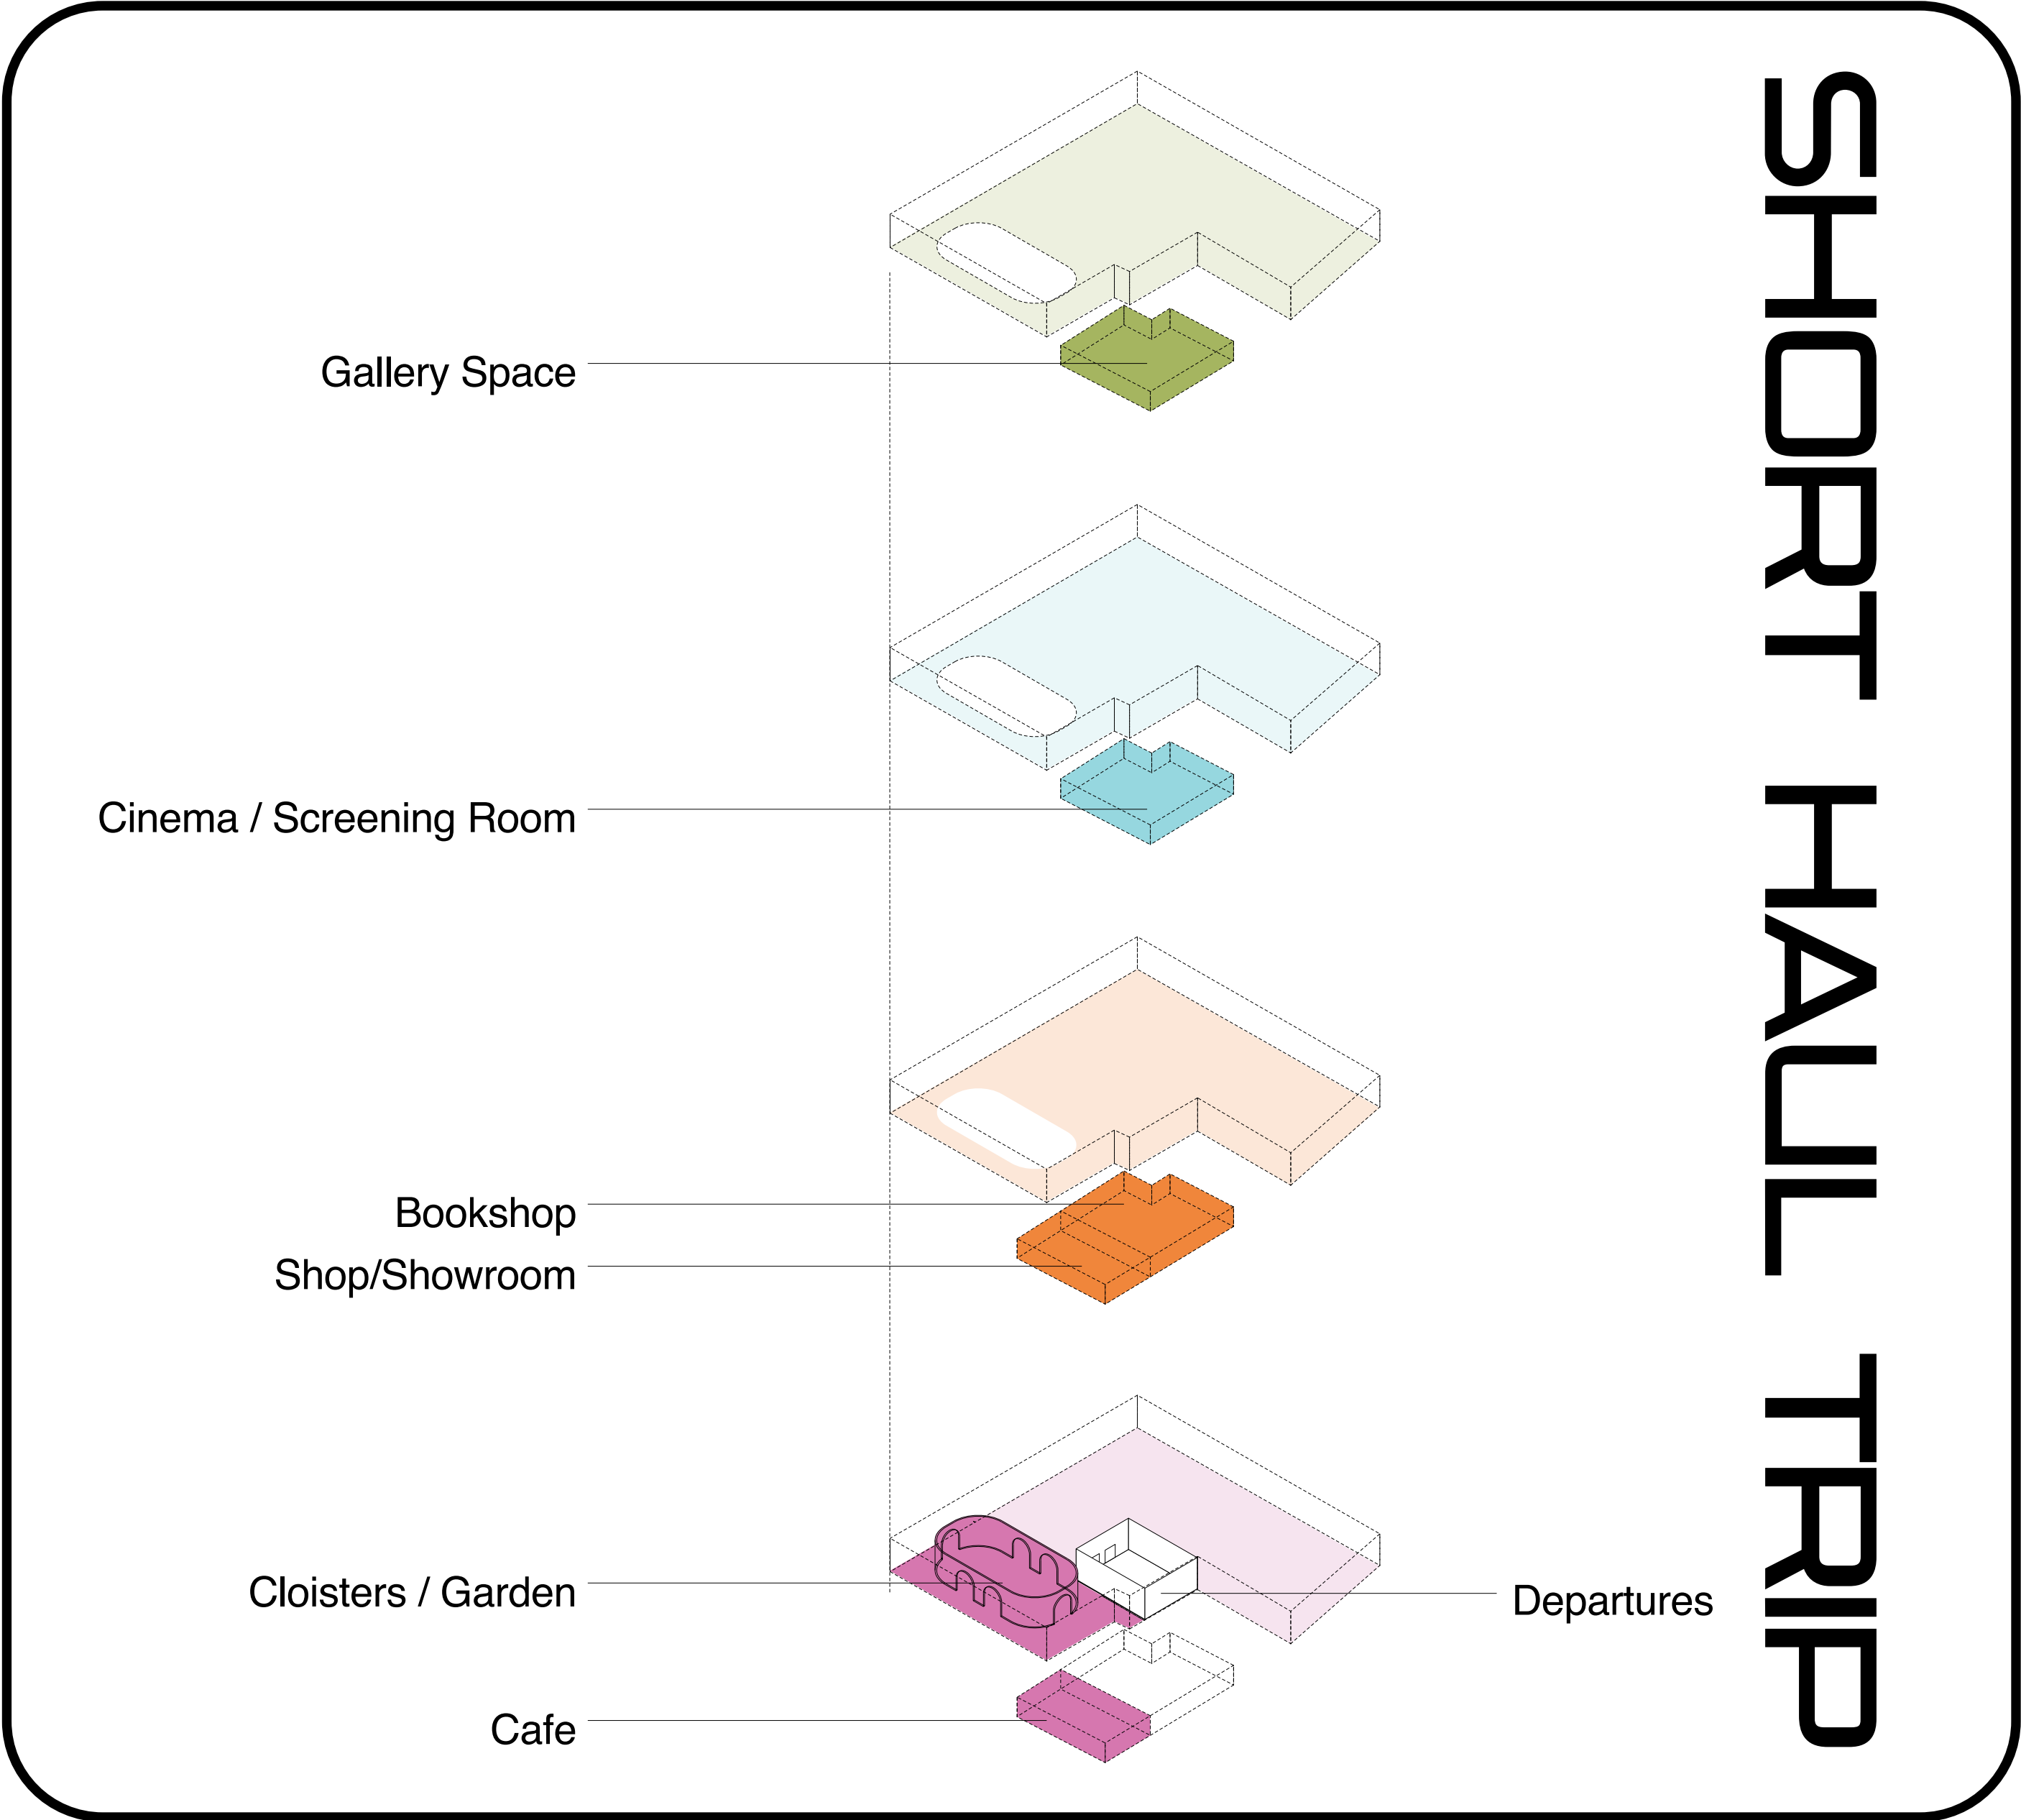 SHORT HAUL TRIP
Gallery Space
Cinema / Screening Room
Bookshop
Shop/Showroom
Cloisters / Garden
Departures
Cafe